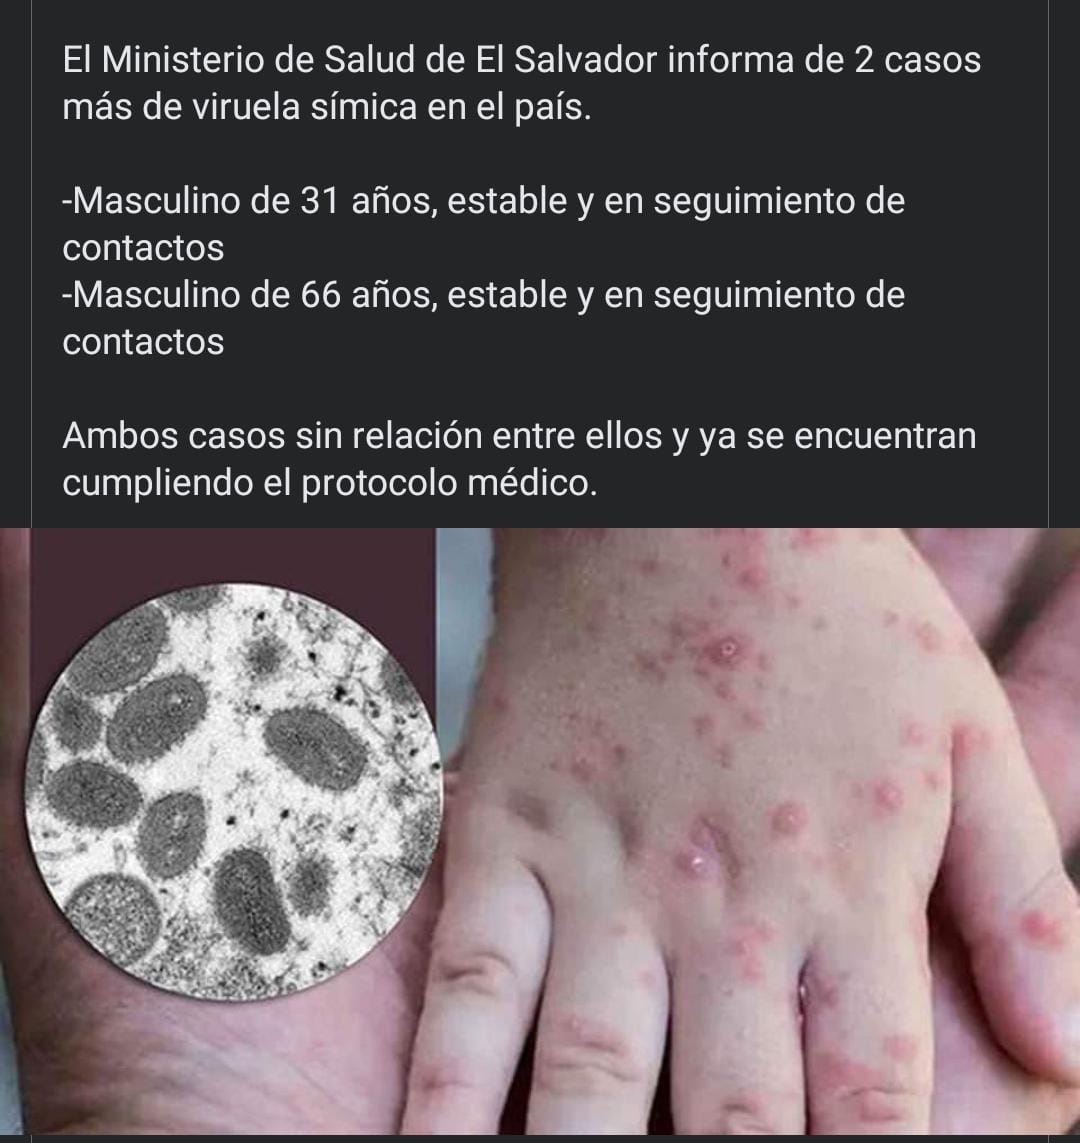 El Ministerio de Salud de El Salvador informa de 2 casos
más de viruela símica en el país.
-Masculino de 31 años, estable y en seguimiento de
contactos
-Masculino de 66 años, estable y en seguimiento de
contactos
Ambos casos sin relación entre ellos y ya se encuentran
cumpliendo el protocolo médico.